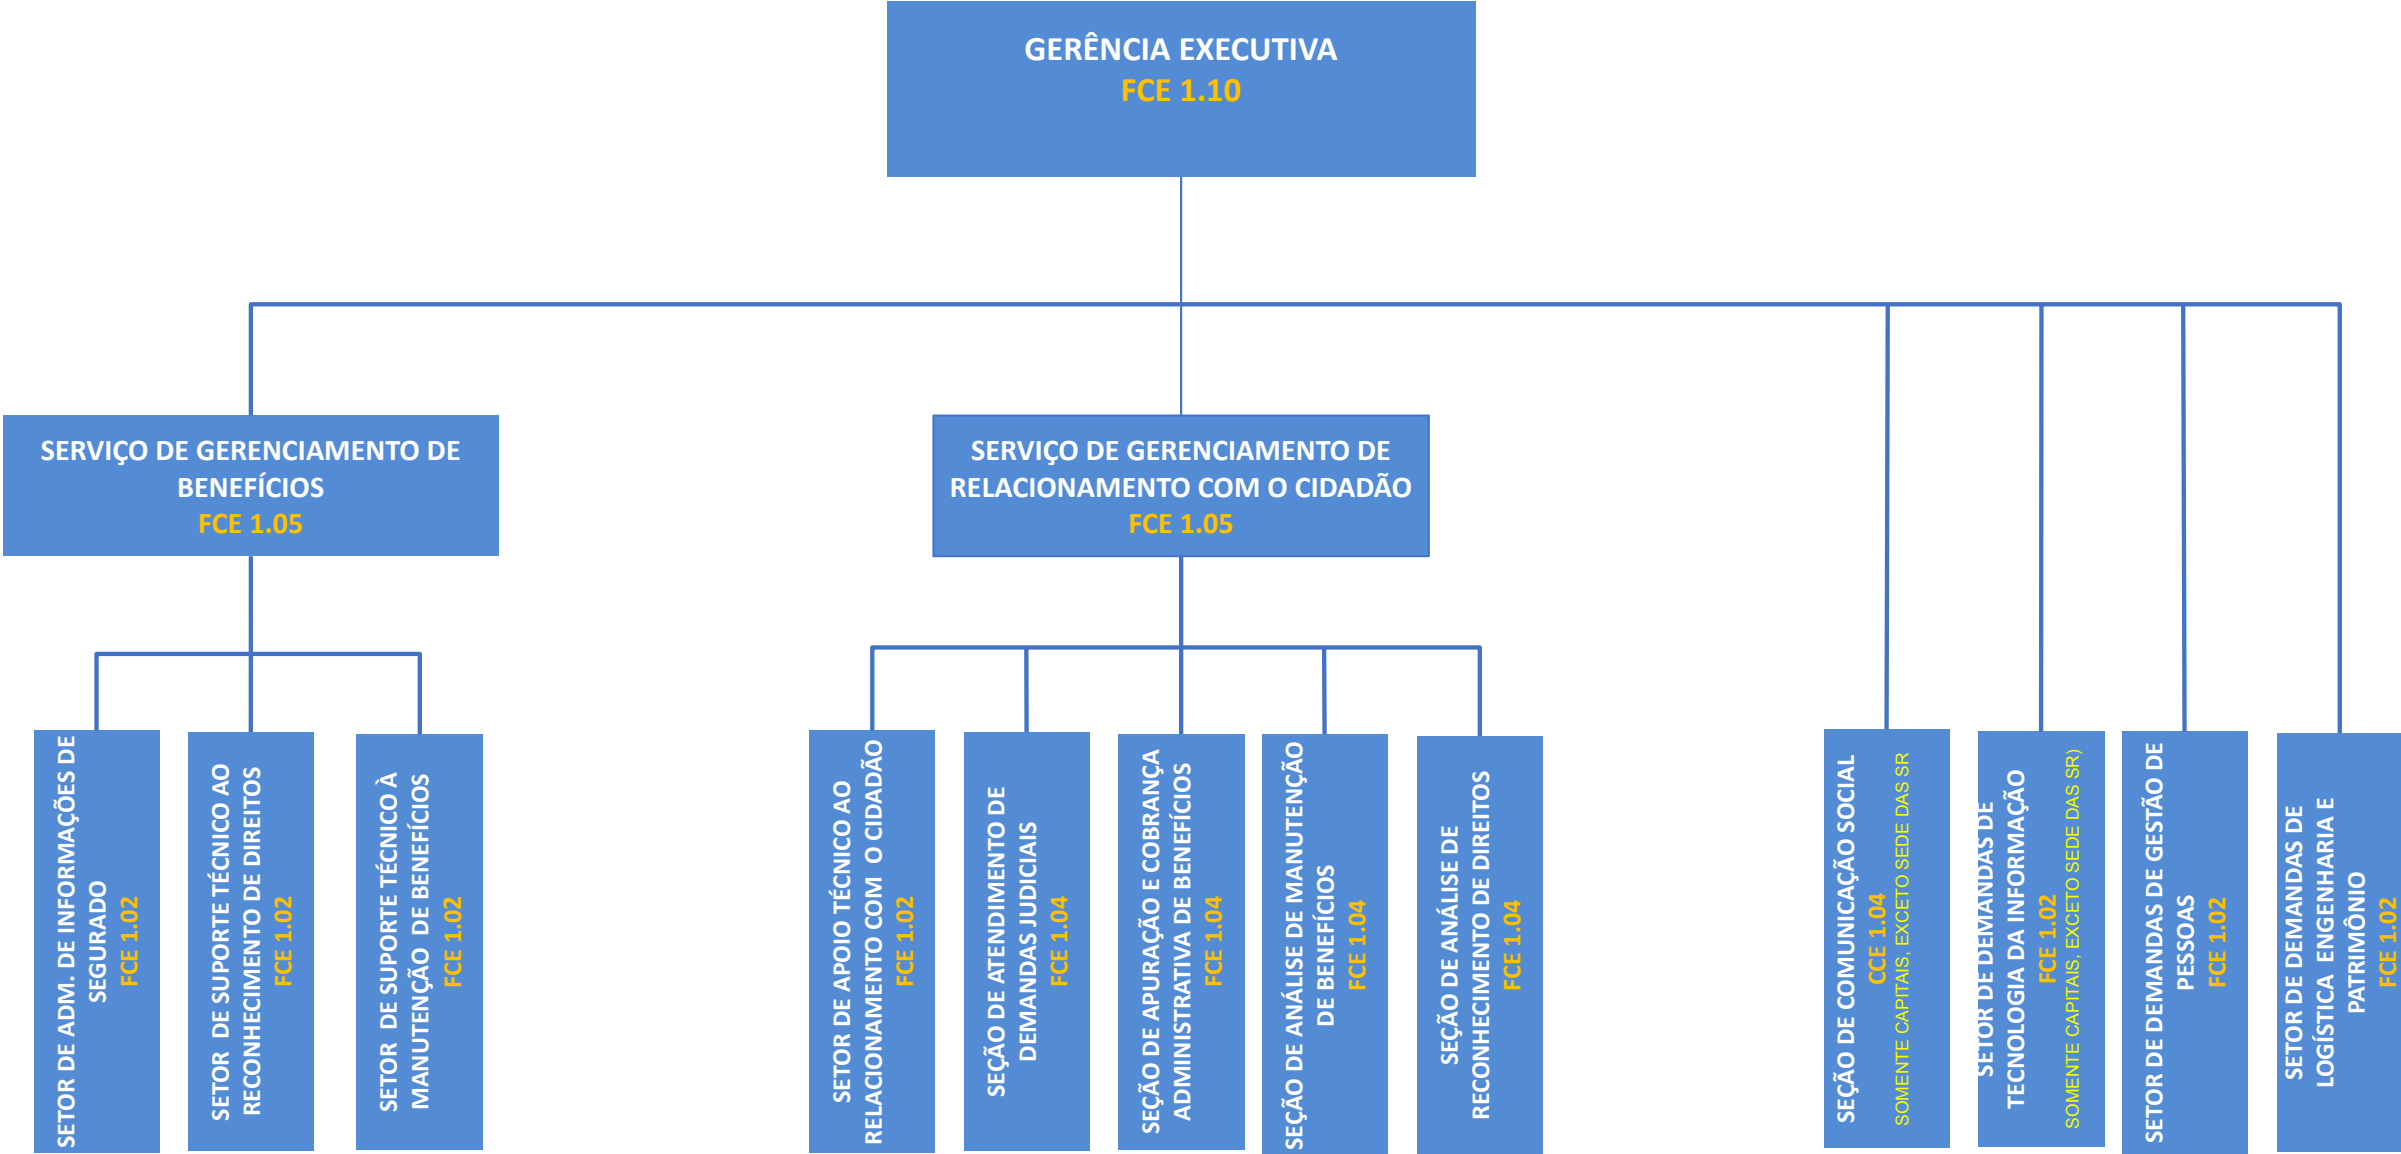 GERÊNCIA EXECUTIVA
FCE 1.10
SERVIÇO DE GERENCIAMENTO DE
BENEFÍCIOS
FCE 1.05
SERVIÇO DE GERENCIAMENTO DE
RELACIONAMENTO COM O CIDADÃO
FCE 1.05
SETOR DE ADM. DE INFORMAÇÕES DE
SEGURADO
FCE 1.02
SETOR DE SUPORTE TÉCNICO AO
RECONHECIMENTO DE DIREITOS
FCE 1.02
SETOR DE SUPORTE TÉCNICO À
MANUTENÇÃO DE BENEFÍCIOS
FCE 1.02
SETOR DE APOIO TÉCNICO AO
RELACIONAMENTO COM O CIDADÃO
FCE 1.02
SEÇÃO DE ATENDIMENTO DE
DEMANDAS JUDICIAIS
FCE 1.04
SEÇÃO DE APURAÇÃO E COBRANÇA
ADMINISTRATIVA DE BENEFÍCIOS
FCE 1.04
SEÇÃO DE ANÁLISE DE MANUTENÇÃO
DE BENEFÍCIOS
FCE 1.04
SEÇÃO DE ANÁLISE DE
RECONHECIMENTO DE DIREITOS
FCE 1.04
SEÇÃO DE COMUNICAÇÃO SOCIAL
CCE 1.04
SOMENTE CAPITAIS, EXCETO SEDE DAS SR
SETOR DE DEMANDAS DE
TECNOLOGIA DA INFORMAÇÃO
FCE 1.02
SOMENTE CAPITAIS, EXCETO SEDE DAS SR)
SETOR DE DEMANDAS DE GESTÃO DE
PESSOAS
FCE 1.02
SETOR DE DEMANDAS DE
LOGÍSTICA ENGENHARIA E
PATRIMÔNIO
FCE 1.02